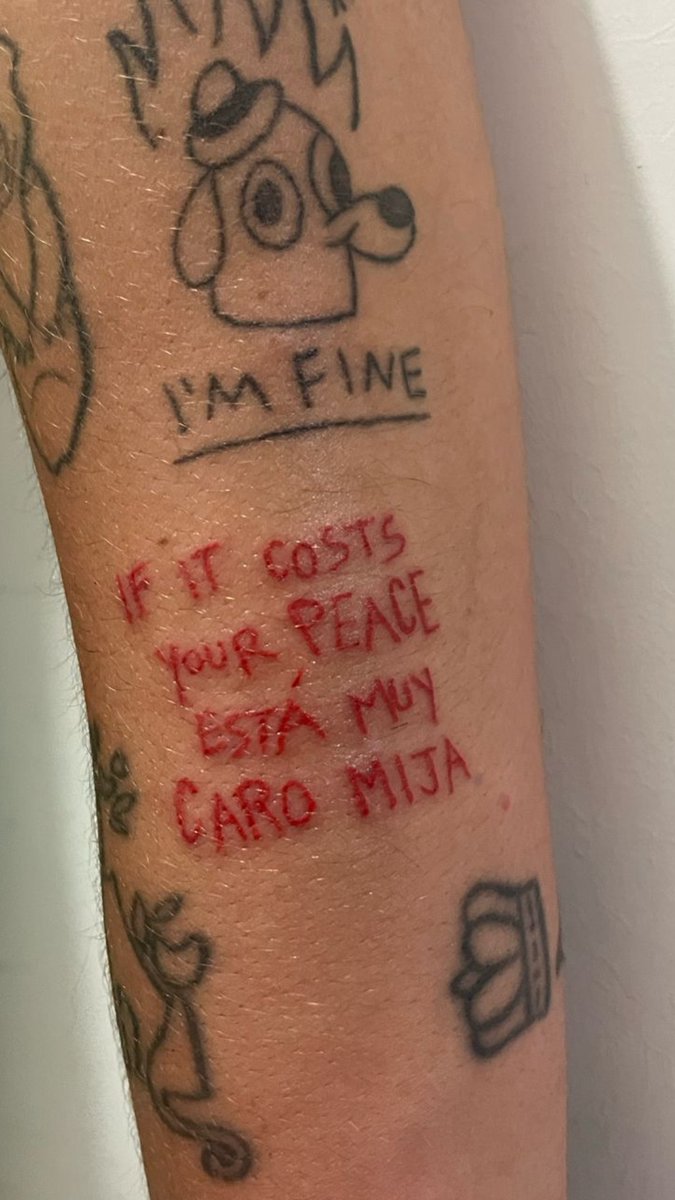 I'M FINE
IF IT COSTS
YOUR PEACE
ESTÁ MUY
CARO MIJA